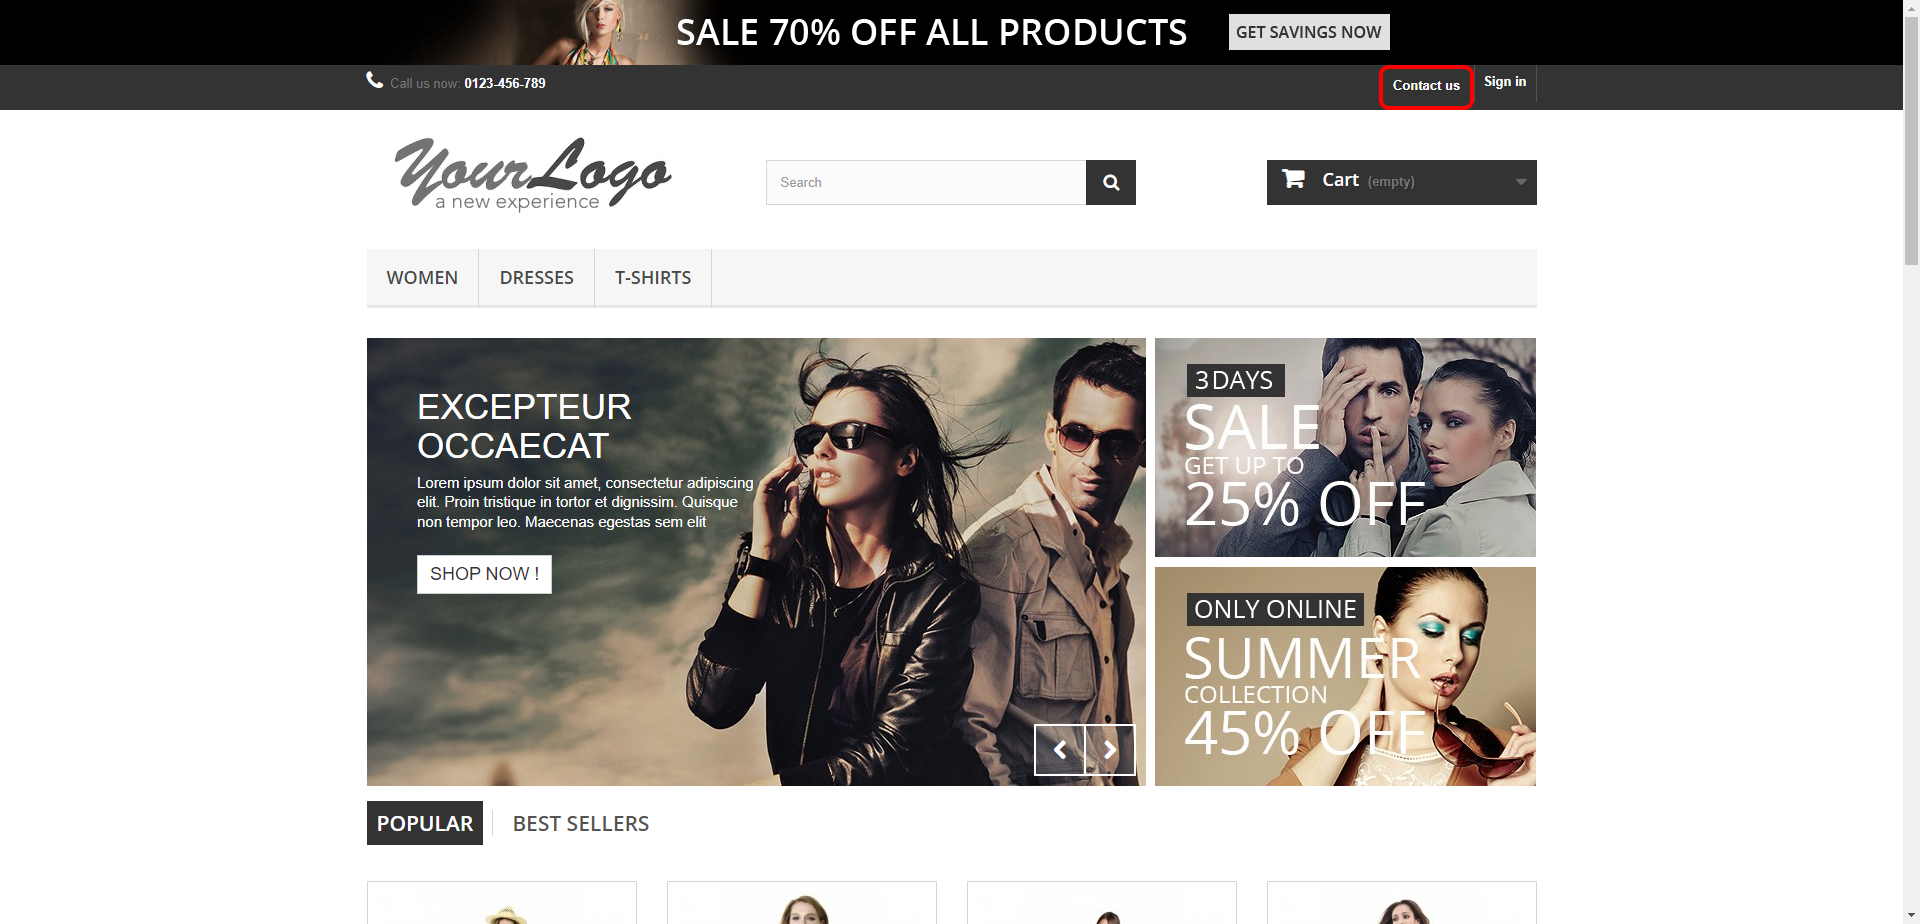 SALE 70% OFF ALL PRODUCTS GET SAVINGS NOW
Call us now: 0123-456-789 Contact us Sign in
YourLogo
a new experience
Search
Cart (empty)
WOMEN DRESSES T-SHIRTS
EXCEPTEUR
OCCAECAT
Lorem ipsum dolor sit amet, consectetur adipiscing
elit. Proin tristique in tortor et dignissim. Quisque
non tempor leo. Maecenas egestas sem elit
SHOP NOW !
3 DAYS
SALE
GET UP TO
25% OFF
ONLY ONLINE
SUMMER
COLLECTION
45% OFF
POPULAR BEST SELLERS